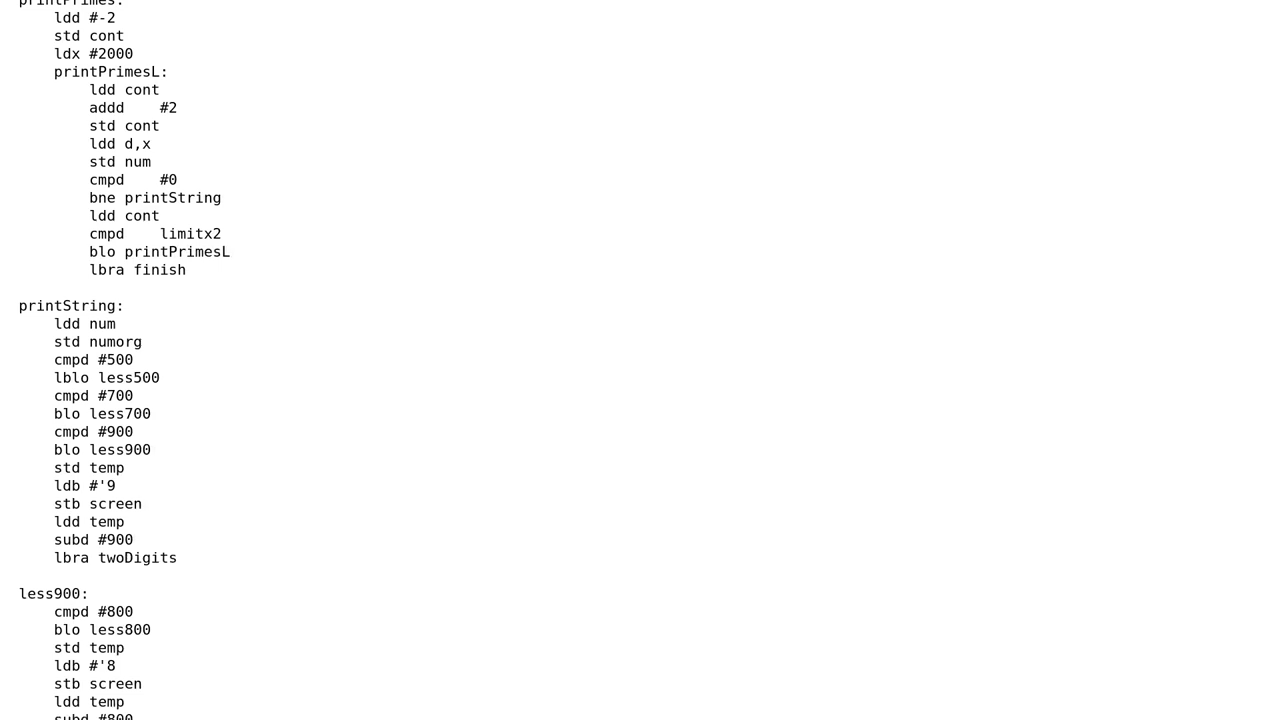 printPrimes:
    ldd #-2
    std cont
    ldx #2000
    printPrimesL:
        ldd cont
        addd    #2
        std cont
        ldd d,x
        std num
        cmpd    #0
        bne printString
        ldd cont
        cmpd    limitx2
        blo printPrimesL
        lbra finish

printString:
    ldd num
    std numorg
    cmpd #500
    lblo less500
    cmpd #700
    blo less700
    cmpd #900
    blo less900
    std temp
    ldb #'9
    stb screen
    ldd temp
    subd #900
    lbra twoDigits

less900:
    cmpd #800
    blo less800
    std temp
    ldb #'8
    stb screen
    ldd temp
    subd #800